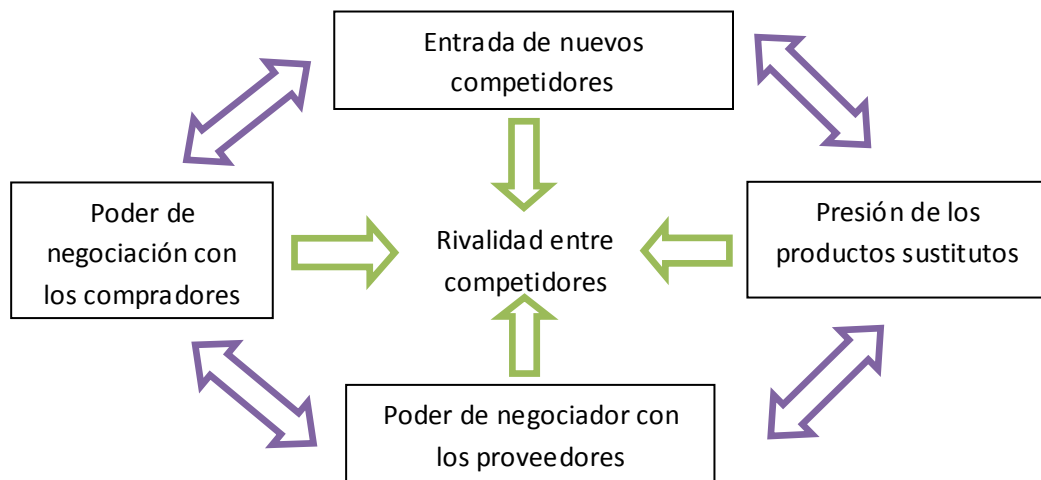 Entrada de nuevos
competidores
Poder de
negociación con
los compradores
Rivalidad entre
competidores
Presión de los
productos sustitutos
Poder de negociador con
los proveedores